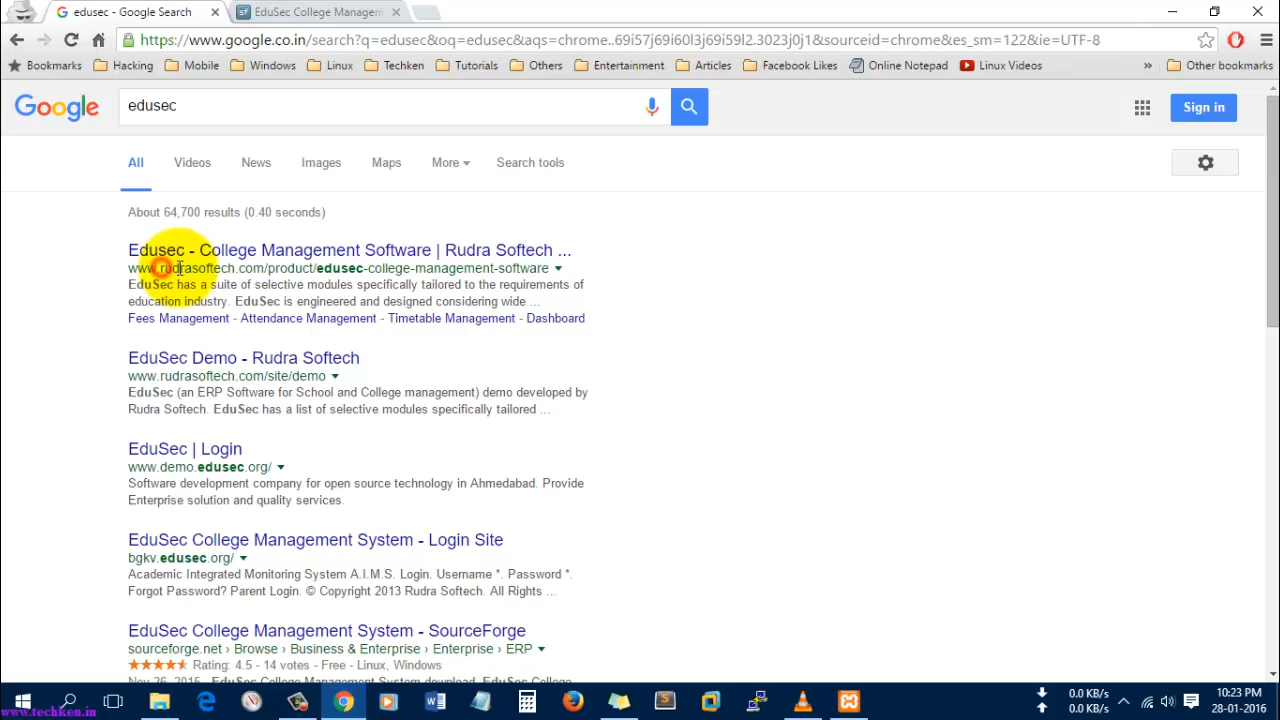 edusec - Google Search
sf EduSec College Managem
https://www.google.co.in/search?q=edusec&oq=edusec&aqs=chrome..69i57j69i60l3j69i59l2.3023j0j1&sourceid=chrome&es_sm=122&ie=UTF-8
Bookmarks Hacking Mobile Windows Linux Techken Tutorials Others Entertainment Articles Facebook Likes Online Notepad Linux Videos » Other bookmarks
Google edusec Sign in
All Videos News Images Maps More Search tools
About 64,700 results (0.40 seconds)
Edusec - College Management Software | Rudra Softech ...
www.rudrasoftech.com/product/edusec-college-management-software
EduSec has a suite of selective modules specifically tailored to the requirements of
education industry. EduSec is engineered and designed considering wide ...
Fees Management - Attendance Management - Timetable Management - Dashboard
EduSec Demo - Rudra Softech
www.rudrasoftech.com/site/demo
EduSec (an ERP Software for School and College management) demo developed by
Rudra Softech. EduSec has a list of selective modules specifically tailored ...
EduSec | Login
www.demo.edusec.org/
Software development company for open source technology in Ahmedabad. Provide
Enterprise solution and quality services.
EduSec College Management System - Login Site
bgkv.edusec.org/
Academic Integrated Monitoring System A.I.M.S. Login. Username *. Password *.
Forgot Password? Parent Login. © Copyright 2013 Rudra Softech. All Rights ...
EduSec College Management System - SourceForge
sourceforge.net › Browse › Business & Enterprise › Enterprise › ERP
Rating: 4.5 - 14 votes - Free - Linux, Windows
Nov 26, 2015 - EduSec College Management System download. EduSec College
0.0 KB/s
0.0 KB/s
10:23 PM
28-01-2016
www.techken.in